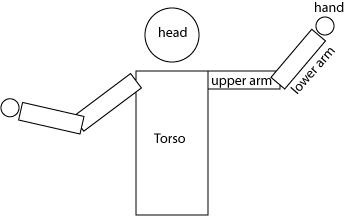 hand
head
upper arm
lower arm
Torso